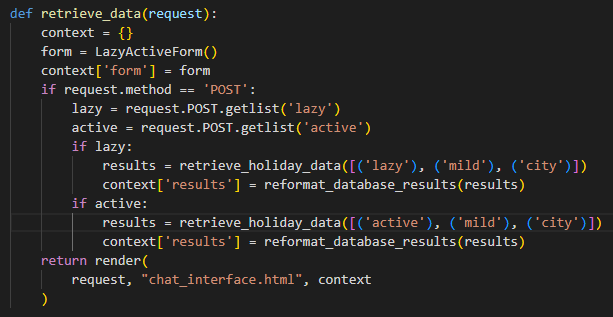 def retrieve_data(request):
    context = {}
    form = LazyActiveForm()
    context['form'] = form
    if request.method == 'POST':
        lazy = request.POST.getlist('lazy')
        active = request.POST.getlist('active')
        if lazy:
            results = retrieve_holiday_data([('lazy'), ('mild'), ('city')])
            context['results'] = reformat_database_results(results)
        if active:
            results = retrieve_holiday_data([('active'), ('mild'), ('city')])
            context['results'] = reformat_database_results(results)
    return render(
        request, "chat_interface.html", context
    )